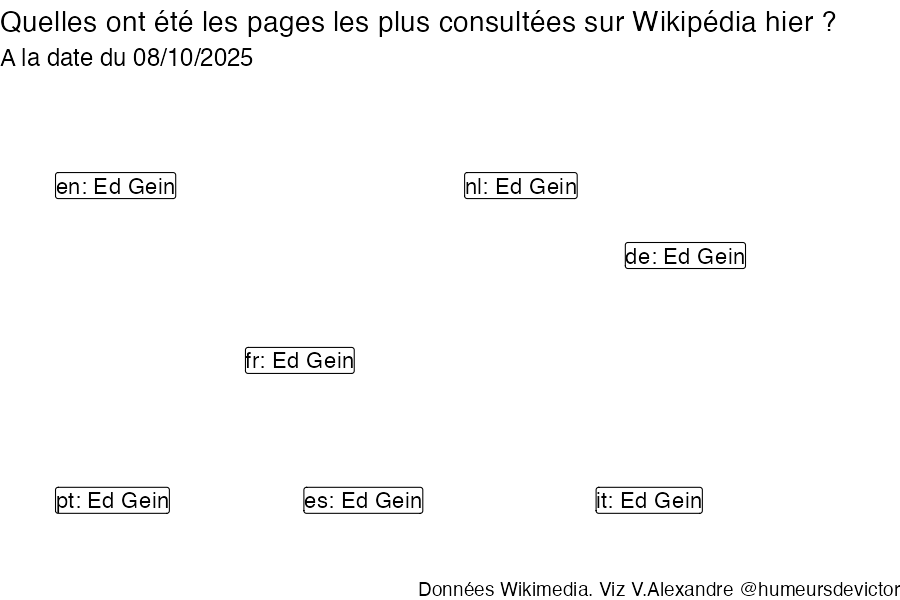 Quelles ont été les pages les plus consultées sur Wikipédia hier ?
A la date du 08/10/2025
en: Ed Gein
nl: Ed Gein
de: Ed Gein
fr: Ed Gein
pt: Ed Gein
es: Ed Gein
it: Ed Gein
Données Wikimedia. Viz V.Alexandre @humeursdevictor